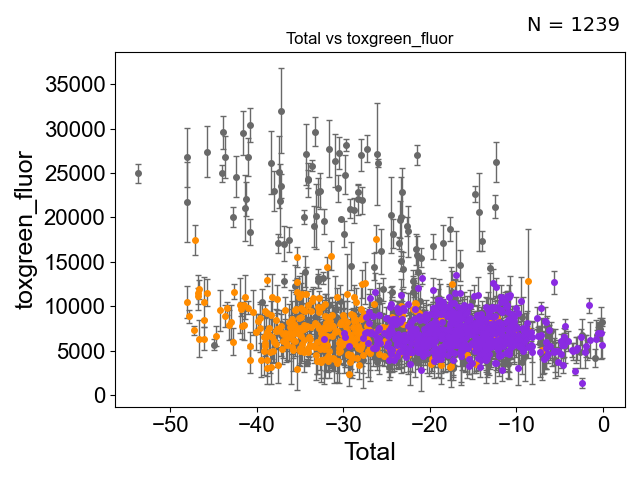 N = 1239
Total vs toxgreen_fluor
toxgreen_fluor
35000
30000
25000
20000
15000
10000
5000
0
−50 −40 −30 −20 −10 0
Total